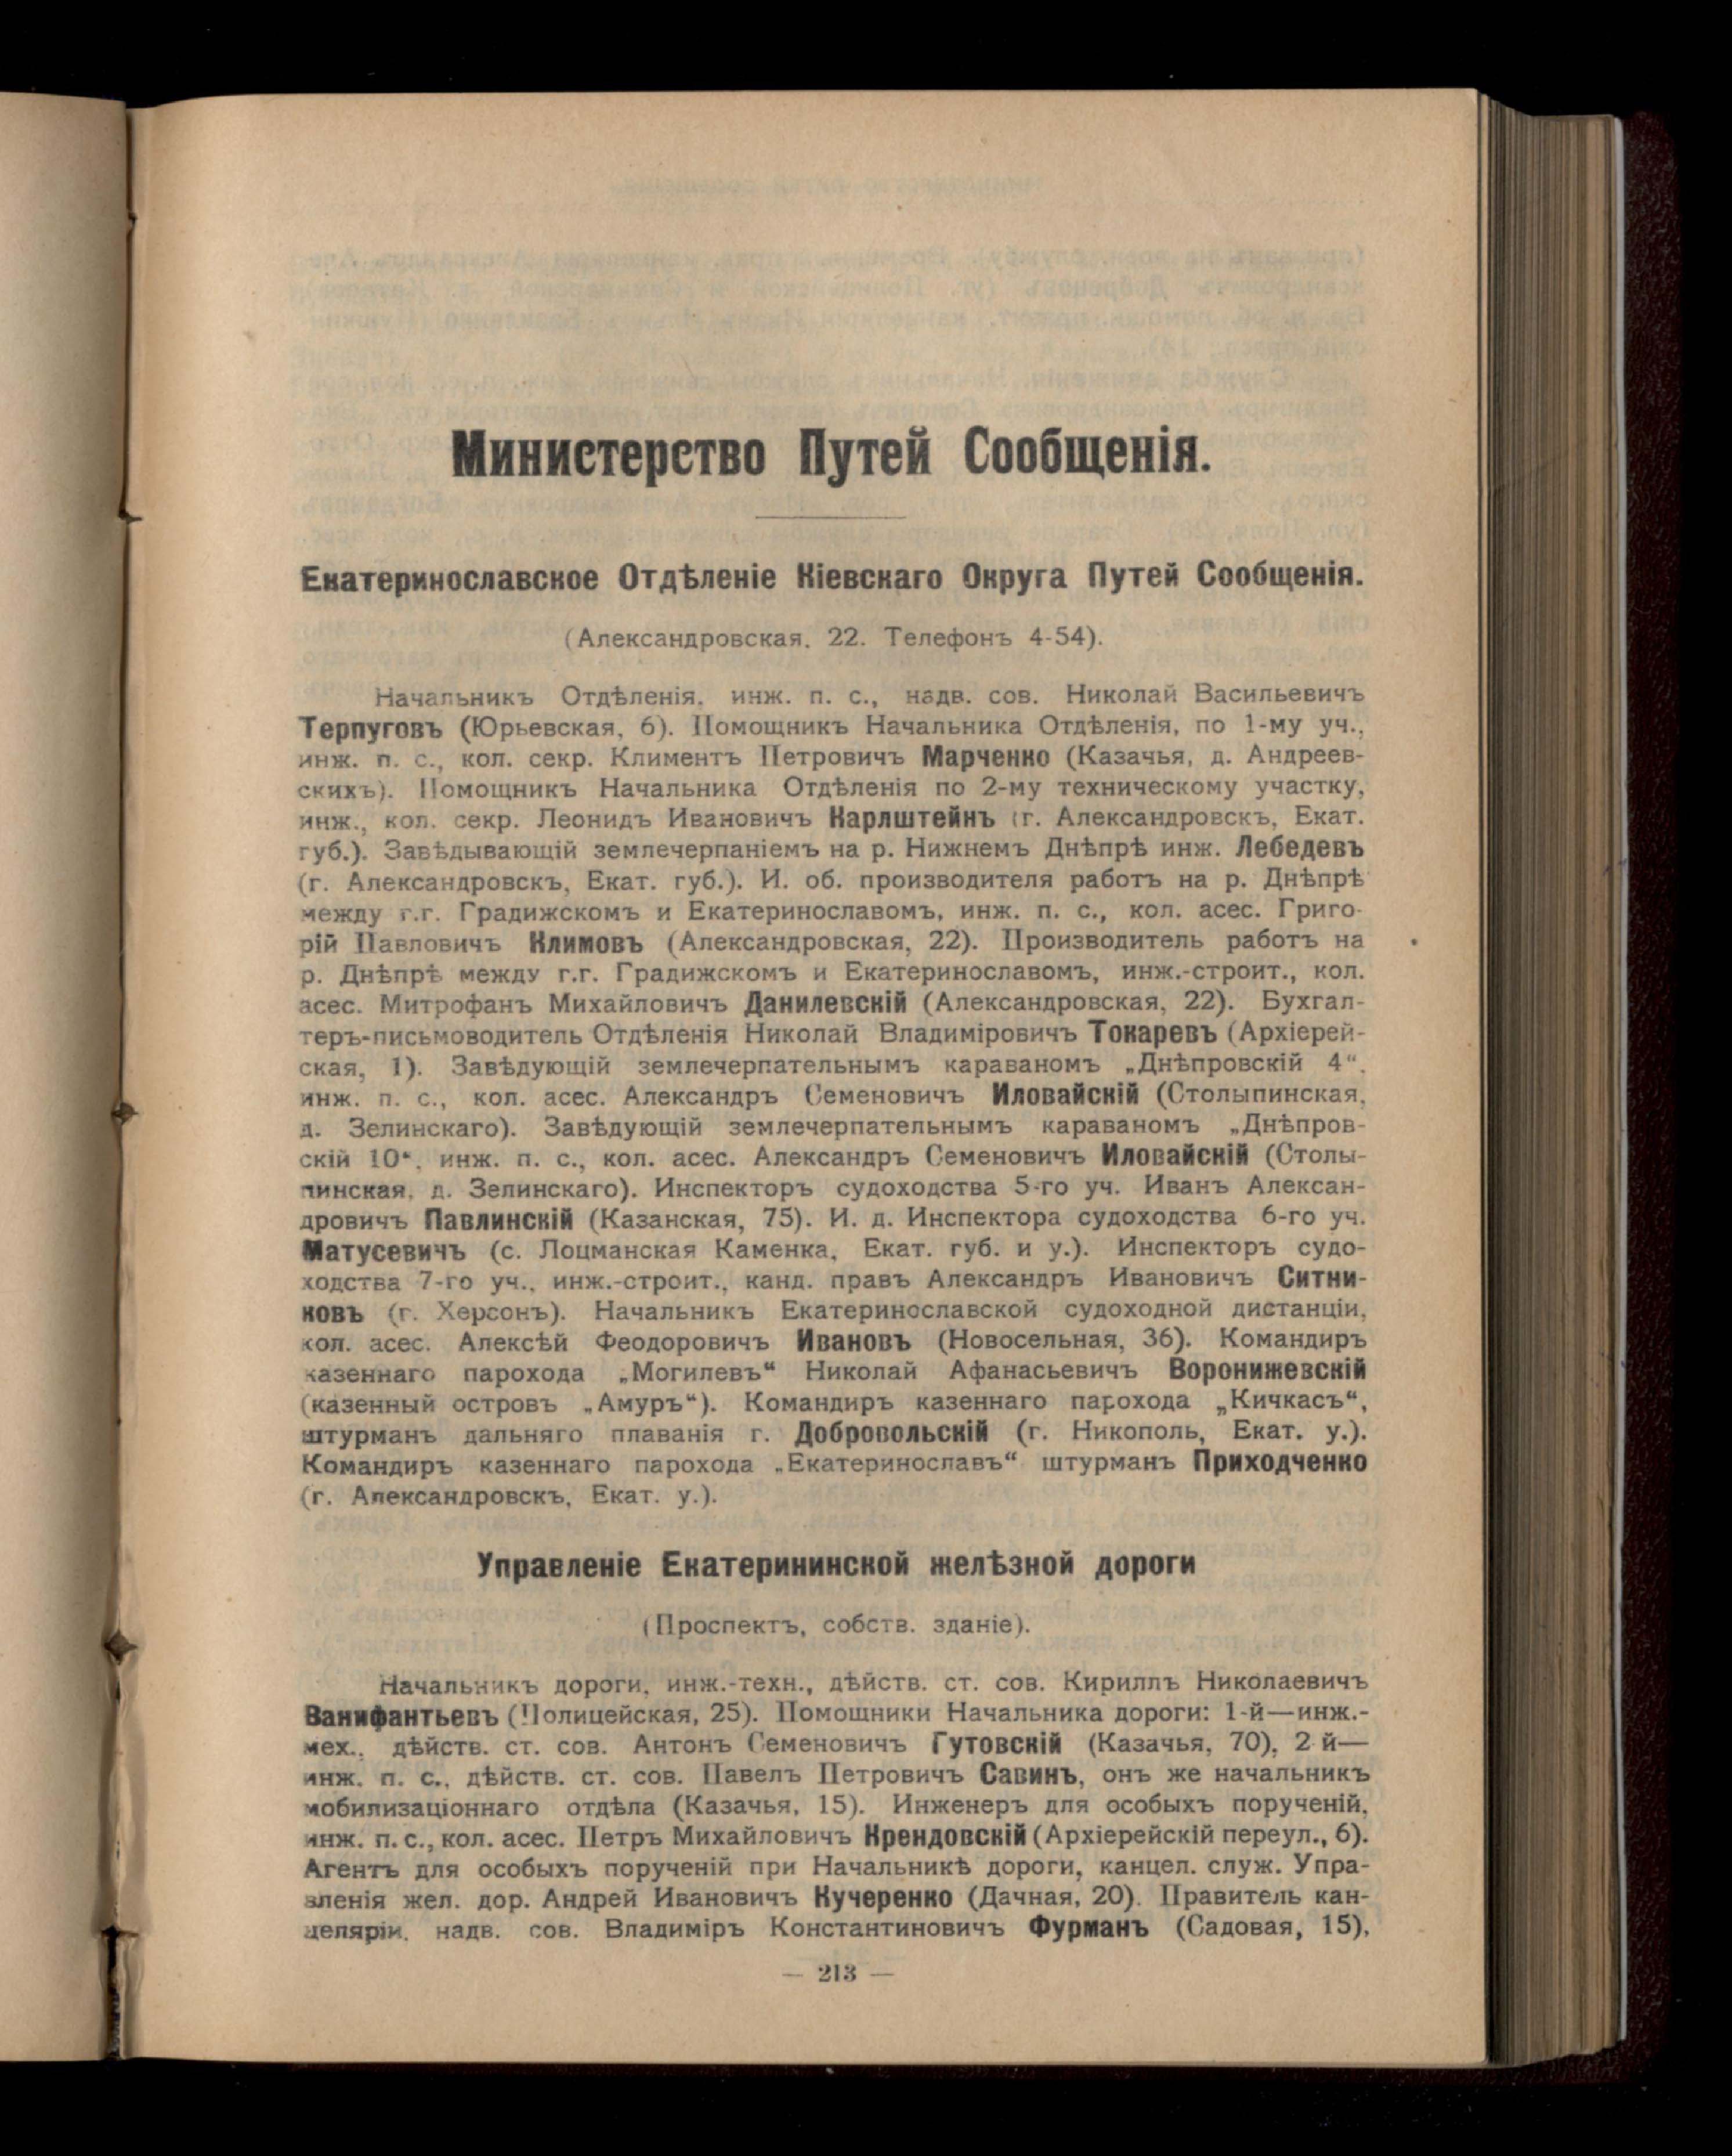 Министерство Путей Сообщенія.
Екатеринославское Отдѣленіе Кіевскаго Округа Путей Сообщенія.
(Александровская, 22. Телефонъ 4-54).
Начальникъ Отдѣленія, инж. п. с., надв. сов. Николай Васильевичъ
Терпуговъ (Юрьевская, 6). Помощникъ Начальника Отдѣленія, по 1-му уч.,
инж. п. с., кол. секр. Климентъ Петровичъ Марченко (Казачья, д. Андреев-
скихъ). Помощникъ Начальника Отдѣленія по 2-му техническому участку,
инж., кол. секр. Леонидъ Ивановичъ Карлштейнъ (г. Александровскъ, Екат.
губ.). Завѣдывающій землечерпаніемъ на р. Нижнемъ Днѣпрѣ инж. Лебедевъ
(г. Александровскъ, Екат. губ.). И. об. производителя работъ на р. Днѣпрѣ
между г.г. Градижскомъ и Екатеринославомъ, инж. п. с., кол. асес. Григо-
рій Павловичъ Климовъ (Александровская, 22). Производитель работъ на
р. Днѣпрѣ между г.г. Градижскомъ и Екатеринославомъ, инж.-строит., кол.
асес. Митрофанъ Михайловичъ Данилевскій (Александровская, 22). Бухгал-
теръ-письмоводитель Отдѣленія Николай Владиміровичъ Токаревъ (Архіерей-
ская, 1). Завѣдующій землечерпательнымъ караваномъ „Днѣпровскій 4“,
инж. п. с., кол. асес. Александръ Семеновичъ Иловайскій (Столыпинская,
д. Зелинскаго). Завѣдующій землечерпательнымъ караваномъ „Днѣпров-
скій 10“, инж. п. с., кол. асес. Александръ Семеновичъ Иловайскій (Столы-
пинская, д. Зелинскаго). Инспекторъ судоходства 5-го уч. Иванъ Алексан-
дровичъ Павлинскій (Казанская, 75). И. д. Инспектора судоходства 6-го уч.
Матусевичъ (с. Лоцманская Каменка, Екат. губ. и у.). Инспекторъ судо-
ходства 7-го уч., инж.-строит., канд. правъ Александръ Ивановичъ Ситни-
ковъ (г. Херсонъ). Начальникъ Екатеринославской судоходной дистанціи,
кол. асес. Алексѣй Феодоровичъ Ивановъ (Новосельная, 36). Командиръ
казеннаго парохода „Могилевъ“ Николай Афанасьевичъ Воронижевскій
(казенный островъ „Амуръ“). Командиръ казеннаго парохода „Кичкасъ“,
штурманъ дальняго плаванія г. Добровольскій (г. Никополь, Екат. у.).
Командиръ казеннаго парохода „Екатеринославъ“ штурманъ Приходченко
(г. Александровскъ, Екат. у.).
Управленіе Екатерининской желѣзной дороги
(Проспектъ, собств. зданіе).
Начальникъ дороги, инж.-техн., дѣйств. ст. сов. Кириллъ Николаевичъ
Ванифантьевъ (Полицейская, 25). Помощники Начальника дороги: 1-й—инж.-
мех., дѣйств. ст. сов. Антонъ Семеновичъ Гутовскій (Казачья, 70), 2 й—
инж. п. с., дѣйств. ст. сов. Павелъ Петровичъ Савинъ, онъ же начальникъ
мобилизаціоннаго отдѣла (Казачья, 15). Инженеръ для особыхъ порученій,
инж. п. с., кол. асес. Петръ Михайловичъ Крендовскій (Архіерейскій переул., 6).
Агентъ для особыхъ порученій при Начальникѣ дороги, канцел. служ. Упра-
вленія жел. дор. Андрей Ивановичъ Кучеренко (Дачная, 20). Правитель кан-
целяріи, надв. сов. Владиміръ Константиновичъ Фурманъ (Садовая, 15),
— 213 —